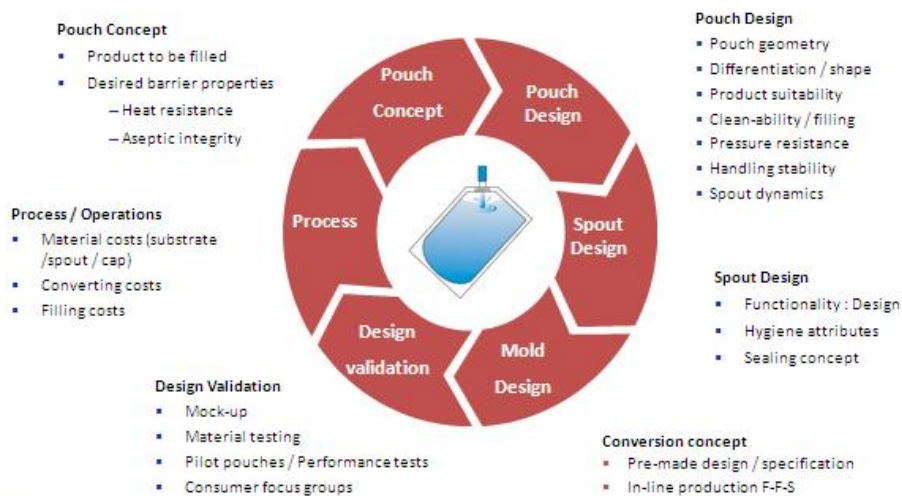 Pouch Concept
Product to be filled
Desired barrier properties
– Heat resistance
– Aseptic integrity
Pouch Design
Pouch geometry
Differentiation / shape
Product suitability
Clean-ability / filling
Pressure resistance
Handling stability
Spout dynamics
Pouch
Concept
Pouch
Design
Process
Spout
Design
Design
validation
Mold
Design
Process / Operations
Material costs (substrate
/spout / cap)
Converting costs
Filling costs
Spout Design
Functionality : Design
Hygiene attributes
Sealing concept
Design Validation
Mock-up
Material testing
Pilot pouches / Performance tests
Consumer focus groups
Conversion concept
Pre-made design / specification
In-line production F-F-S